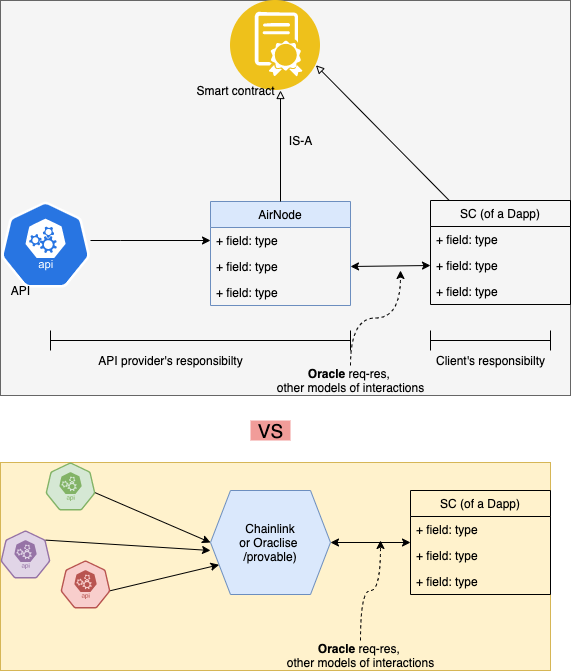 Smart contract
IS-A
AirNode
+ field: type
+ field: type
+ field: type
SC (of a Dapp)
+ field: type
+ field: type
+ field: type
api
API
API provider's responsibilty
Client's responsibilty
Oracle req-res,
other models of interactions
VS
api
api
api
Chainlink
or Oraclise
/provable)
SC (of a Dapp)
+ field: type
+ field: type
+ field: type
Oracle req-res,
other models of interactions